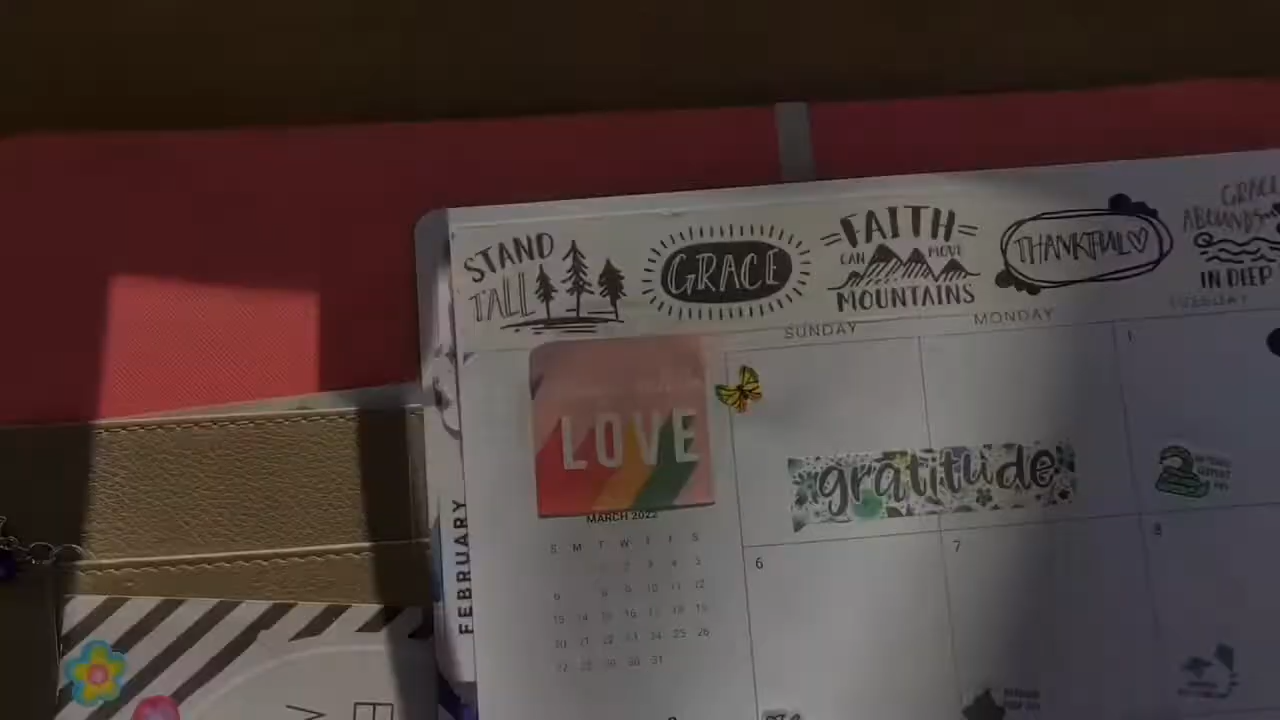 STAND
TALL
GRACE
FAITH
CAN MOVE
MOUNTAINS
THANKFUL
GRACE
ABOUNDS
IN DEEP
SUNDAY
MONDAY
TUESDAY
LOVE
gratitude
1
MARCH 2022
S M T W T F S
1 2 3 4 5
6 8 9 10 11 12
13 14 15 16 17 18 19
20 21 22 23 24 25 26
27 28 29 30 31
6
7
8
FEBRUARY